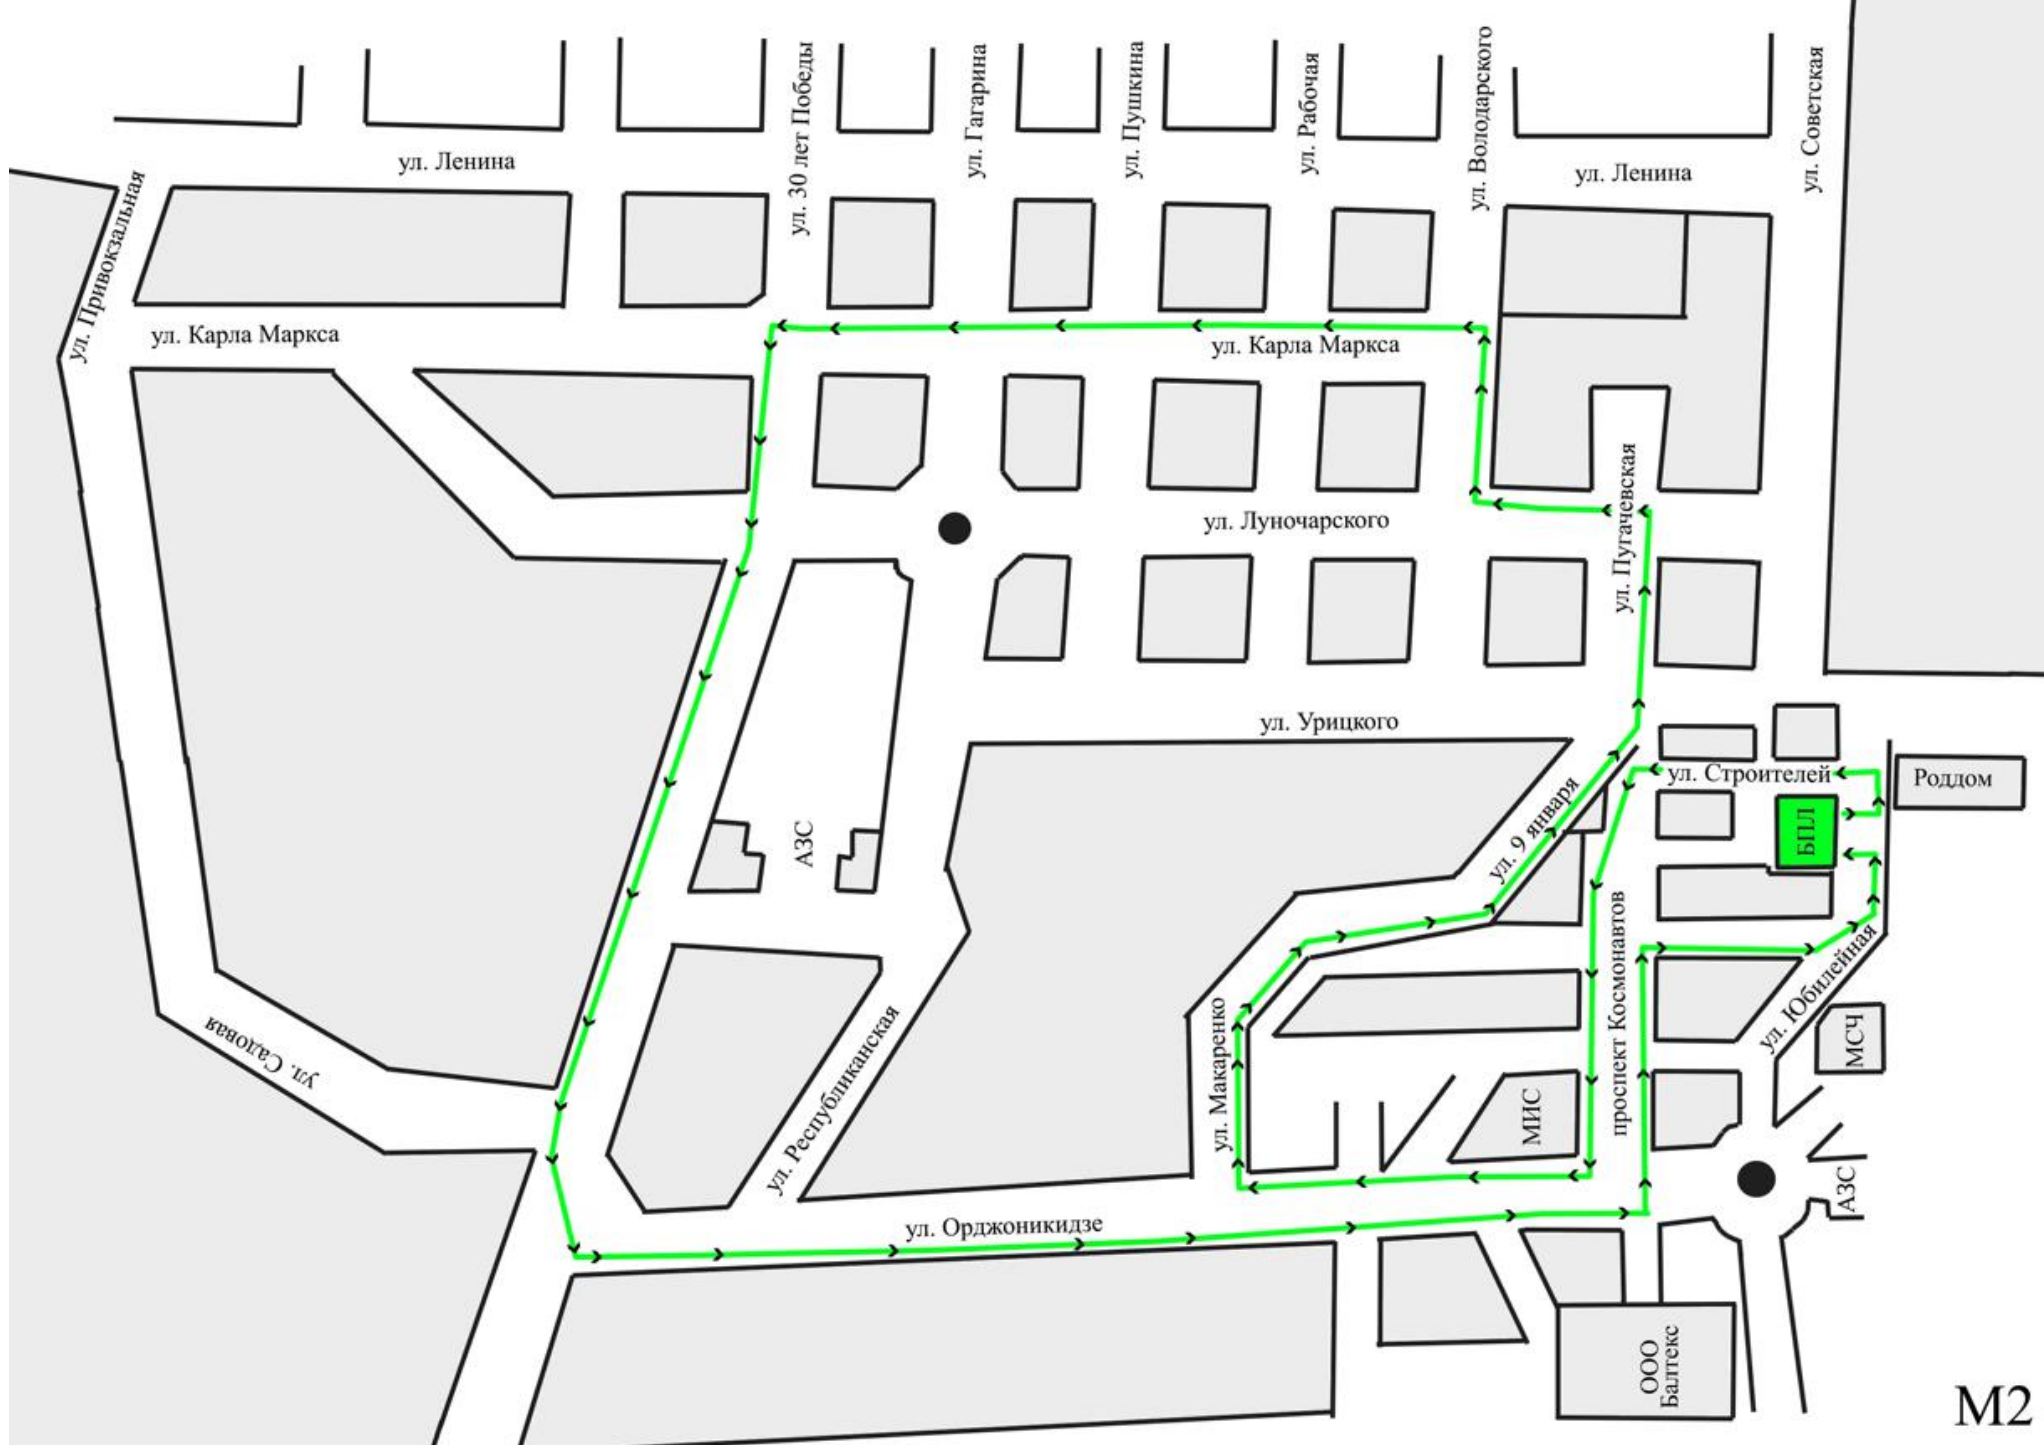 ул. 30 лет Победы
ул. Гагарина
ул. Пушкина
ул. Рабочая
ул. Володарского
ул. Советская
ул. Ленина
ул. Ленина
ул. Привокзальная
ул. Карла Маркса
ул. Карла Маркса
ул. Луночарского
ул. Пугачевская
ул. Урицкого
ул. Строителей
Роддом
ул. 9 января
БПЛ
АЗС
проспект Космонавтов
ул. Юбилейная
МСЧ
ул. Садовая
ул. Республиканская
ул. Макаренко
МИС
АЗС
ул. Орджоникидзе
ООО
Балтекс
М2